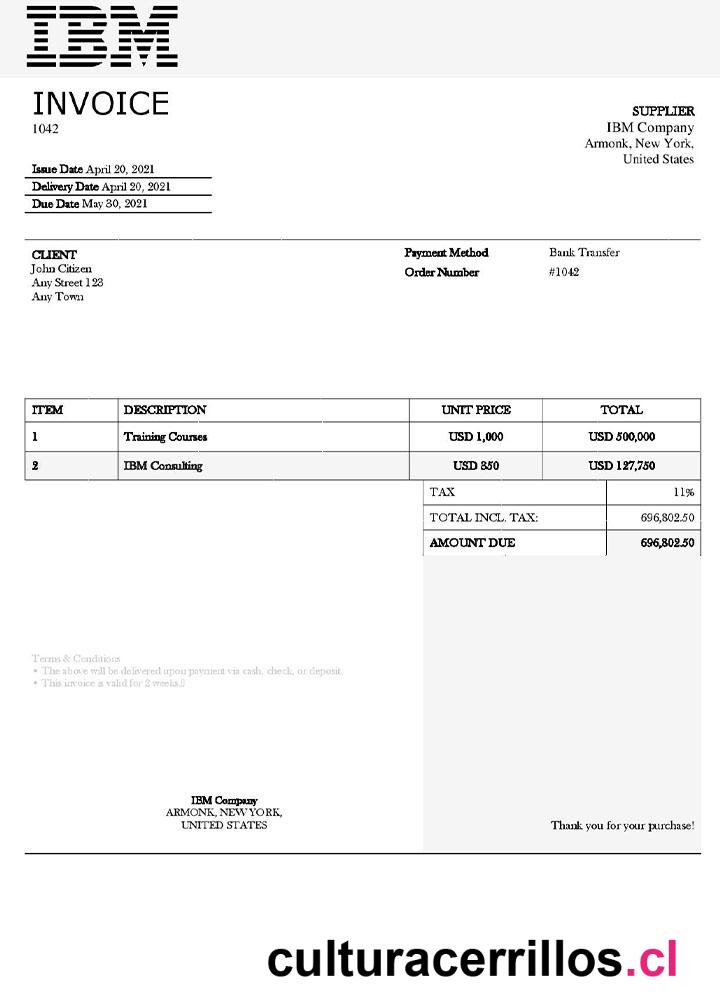 IBM
INVOICE
1042
SUPPLIER
IBM Company
Armonk, New York,
United States
Issue Date April 20, 2021
Delivery Date April 20, 2021
Due Date May 30, 2021
CLIENT
John Citizen
Any Street 123
Any Town
Payment Method Bank Transfer
Order Number #1042
ITEM DESCRIPTION UNIT PRICE TOTAL
1 Training Courses USD 1,000 USD 500,000
2 IBM Consulting USD 850 USD 127,750
TAX 11%
TOTAL INCL. TAX: 696,802.50
AMOUNT DUE 696,802.50
Terms & Conditions
• The above will be delivered upon payment via cash, check, or deposit.
• This invoice is valid for 2 weeks.
IBM Company
ARMONK, NEW YORK,
UNITED STATES
Thank you for your purchase!
culturacerrillos.cl